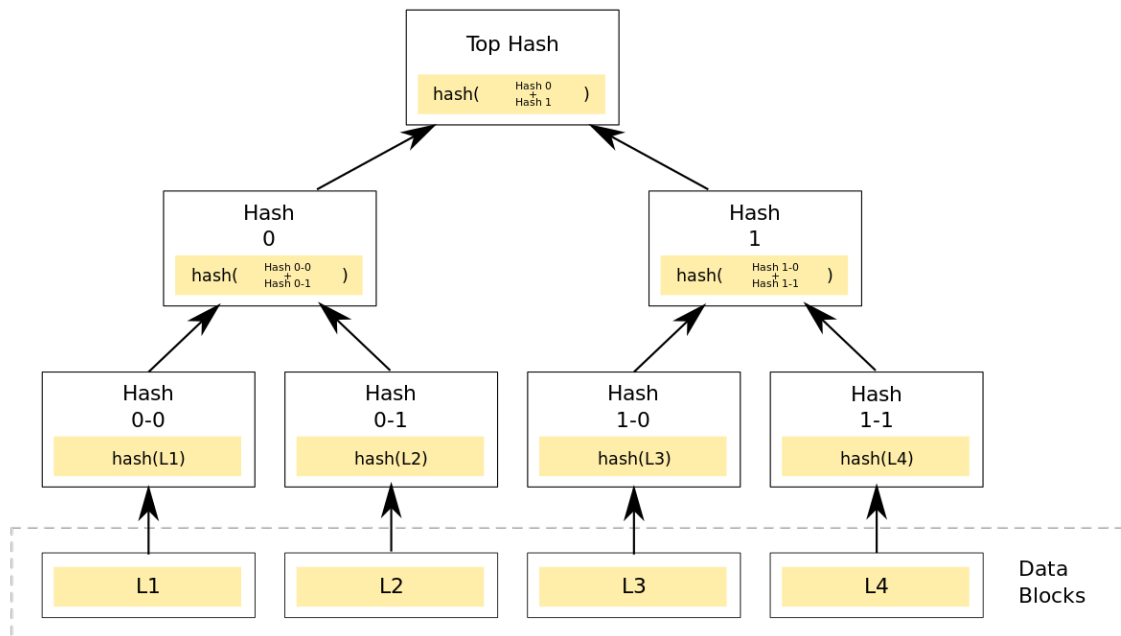 Top Hash
hash( Hash 0 + Hash 1 )
Hash
0
hash( Hash 0-0 + Hash 0-1 )
Hash
1
hash( Hash 1-0 + Hash 1-1 )
Hash
0-0
hash(L1)
Hash
0-1
hash(L2)
Hash
1-0
hash(L3)
Hash
1-1
hash(L4)
L1
L2
L3
L4
Data
Blocks